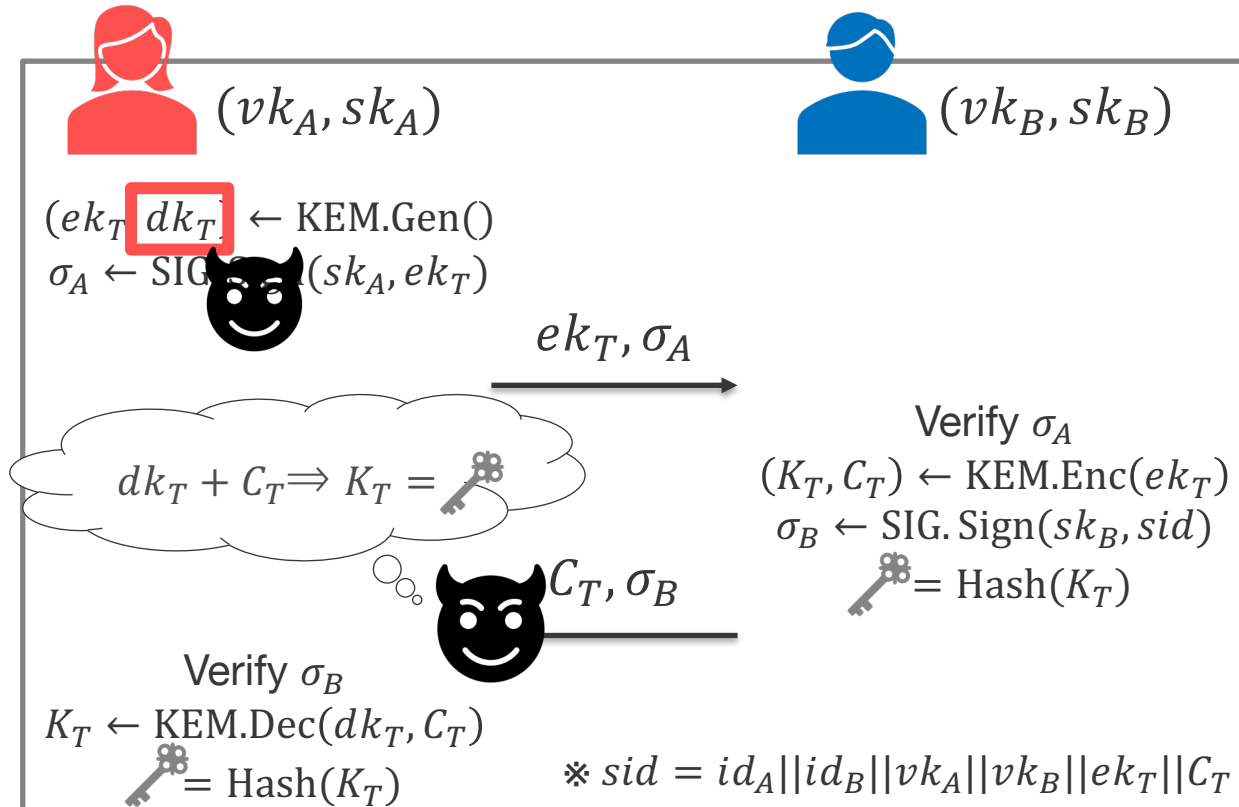 (vk_A, sk_A)
(vk_B, sk_B)
(ek_T dk_T) ← KEM.Gen()
σ_A ← SIG. (sk_A, ek_T)
ek_T, σ_A
Verify σ_A
(K_T, C_T) ← KEM.Enc(ek_T)
σ_B ← SIG. Sign(sk_B, sid)
= Hash(K_T)
dk_T + C_T ⇒ K_T =
C_T, σ_B
Verify σ_B
K_T ← KEM.Dec(dk_T, C_T)
= Hash(K_T)
※ sid = id_A||id_B||vk_A||vk_B||ek_T||C_T